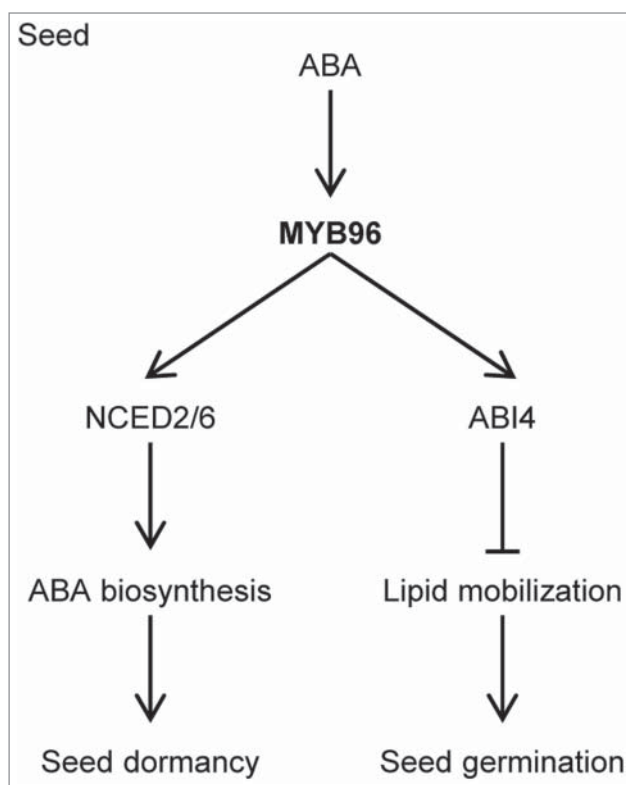 Seed
ABA
MYB96
NCED2/6
ABI4
ABA biosynthesis
Lipid mobilization
Seed dormancy
Seed germination